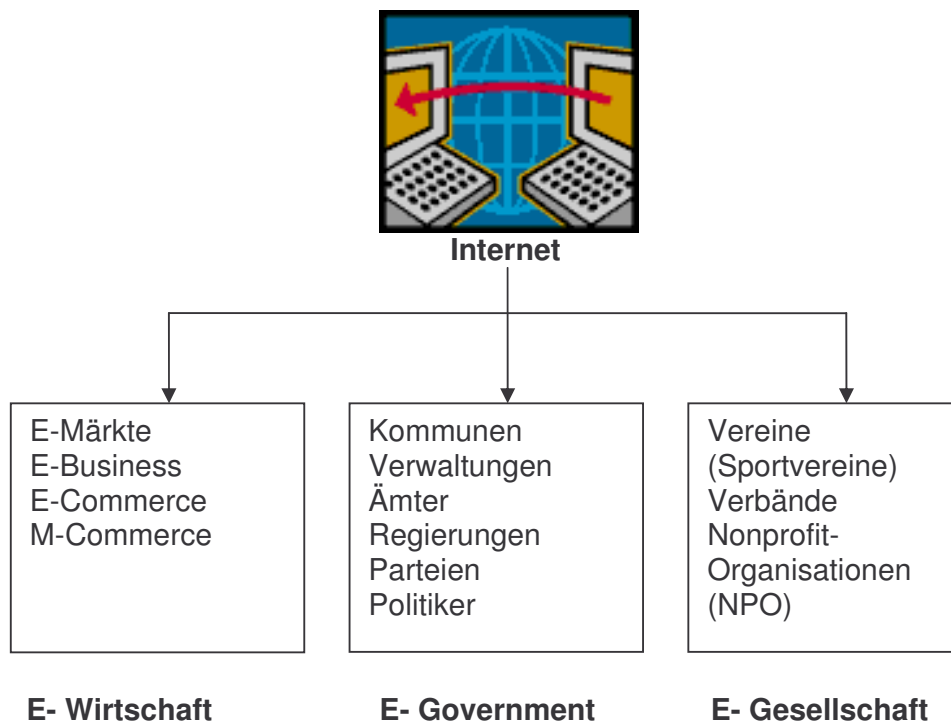 Internet
E-Märkte
E-Business
E-Commerce
M-Commerce
Kommunen
Verwaltungen
Ämter
Regierungen
Parteien
Politiker
Vereine
(Sportvereine)
Verbände
Nonprofit-
Organisationen
(NPO)
E- Wirtschaft
E- Government
E- Gesellschaft